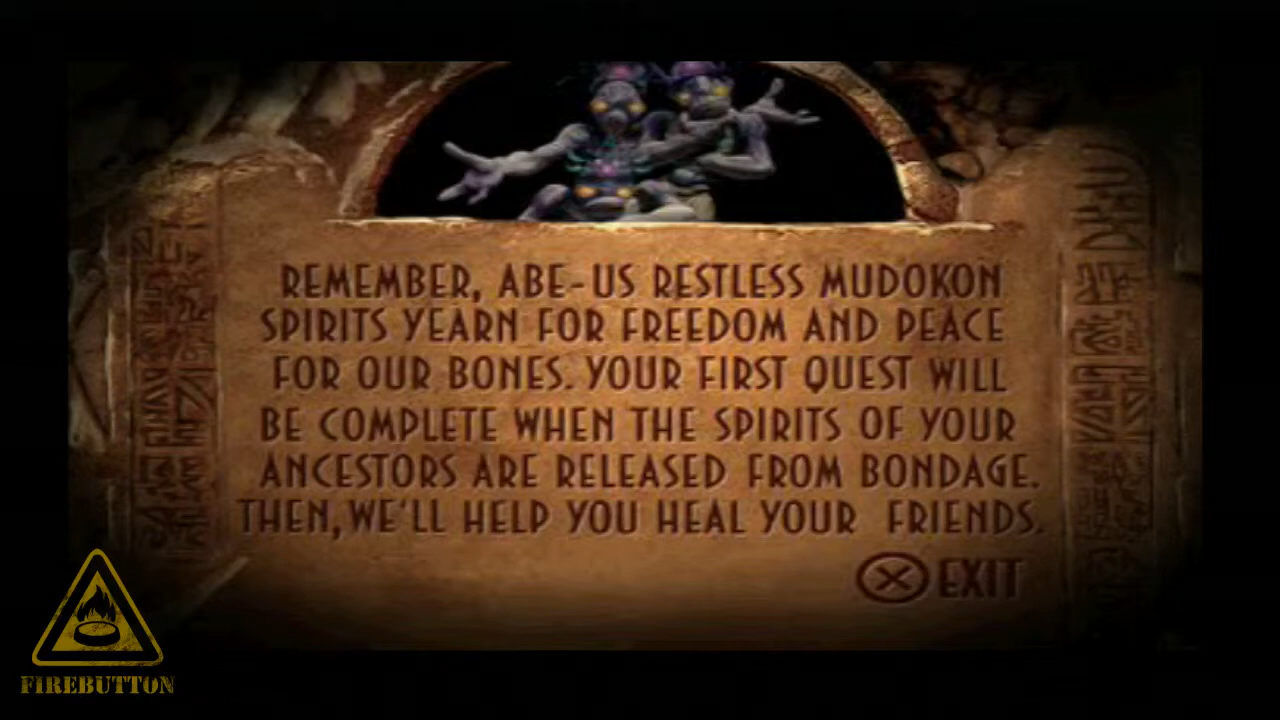 REMEMBER, ABE-US RESTLESS MUDOKON
SPIRITS YEARN FOR FREEDOM AND PEACE
FOR OUR BONES. YOUR FIRST QUEST WILL
BE COMPLETE WHEN THE SPIRITS OF YOUR
ANCESTORS ARE RELEASED FROM BONDAGE.
THEN, WE'LL HELP YOU HEAL YOUR FRIENDS.
EXIT
FIREBUTTON